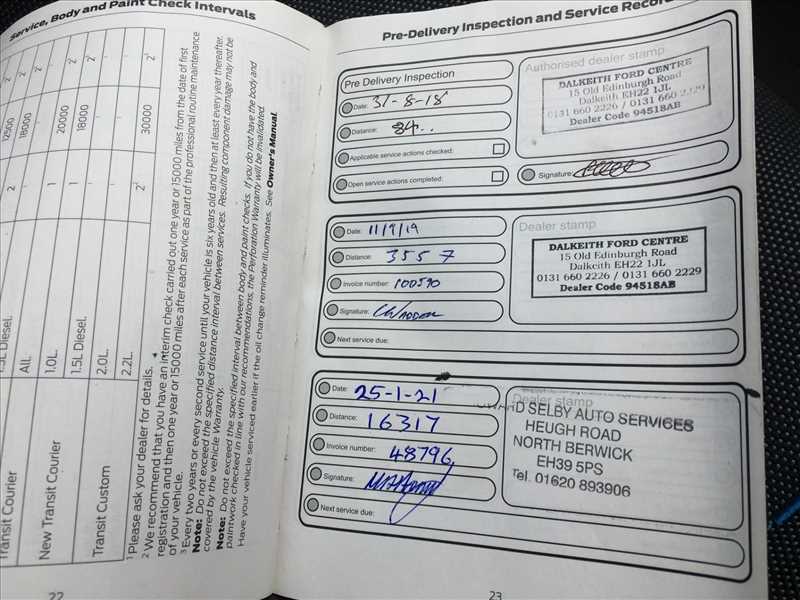 Service, Body and Paint Check Intervals
12500
2
18000
2
1
20000
2
1
18000
2
30000
2
1.5L Diesel.
All.
1.0L.
1.5L Diesel.
2.0L.
2.2L.
Transit Courier
New Transit Courier
Transit Custom
1 Please ask your dealer for details.
2 We recommend that you have an interim check carried out one year or 15000 miles from the date of first
registration and then one year or 15000 miles after each service as part of the professional routine maintenance
of your vehicle.
3 Every two years or every second service until your vehicle is six years old and then at least every year thereafter.
Note: Do not exceed the specified distance interval between services. Resulting component damage may not be
covered by the vehicle Warranty.
Note: Do not exceed the specified interval between body and paint checks. If you do not have the body and
paintwork checked in line with our recommendations, the Perforation Warranty will be invalidated.
Have your vehicle serviced earlier if the oil change reminder illuminates. See Owner's Manual.
22
Pre-Delivery Inspection and Service Record
Pre Delivery Inspection
Date: 31-8-18
Distance: 84..
Applicable service actions checked:
Open service actions completed:
Authorised dealer stamp
DALKEITH FORD CENTRE
15 Old Edinburgh Road
Dalkeith EH22 1JL
0131 660 2226 / 0131 660 2229
Dealer Code 94518AB
Signature:
Date: 11/9/19
Distance: 3557
Invoice number: 100590
Signature:
Next service due:
Dealer stamp
DALKEITH FORD CENTRE
15 Old Edinburgh Road
Dalkeith EH22 1JL
0131 660 2226 / 0131 660 2229
Dealer Code 94518AB
Date: 25-1-21
Distance: 16317
Invoice number: 48796
Signature:
Next service due:
Dealer stamp
D SELBY AUTO SERVICES
HEUGH ROAD
NORTH BERWICK
EH39 5PS
Tel. 01620 893906
23